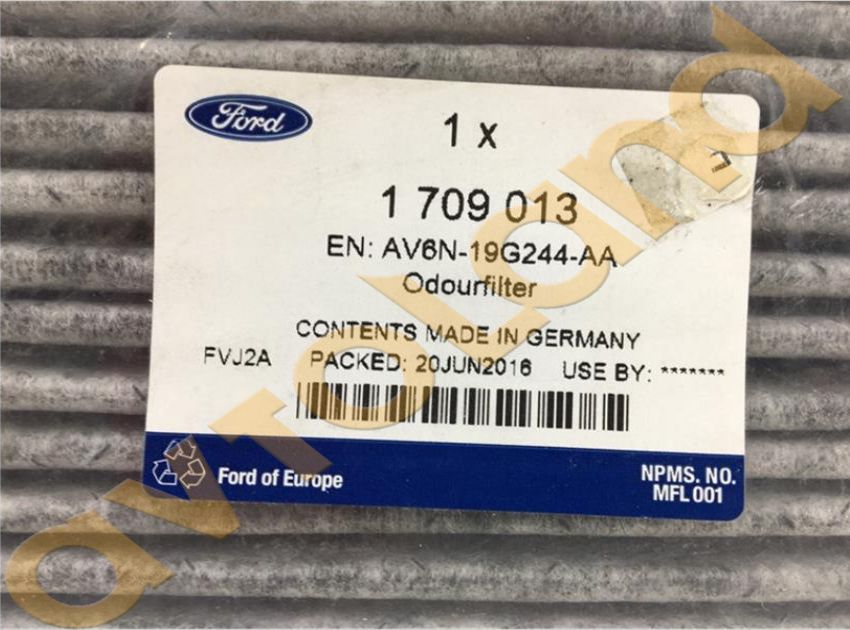 Ford
1 x
1 709 013
EN: AV6N-19G244-AA
Odourfilter
CONTENTS MADE IN GERMANY
FVJ2A PACKED: 20JUN2016 USE BY: *******
Ford of Europe
NPMS. NO.
MFL 001
avtoLand